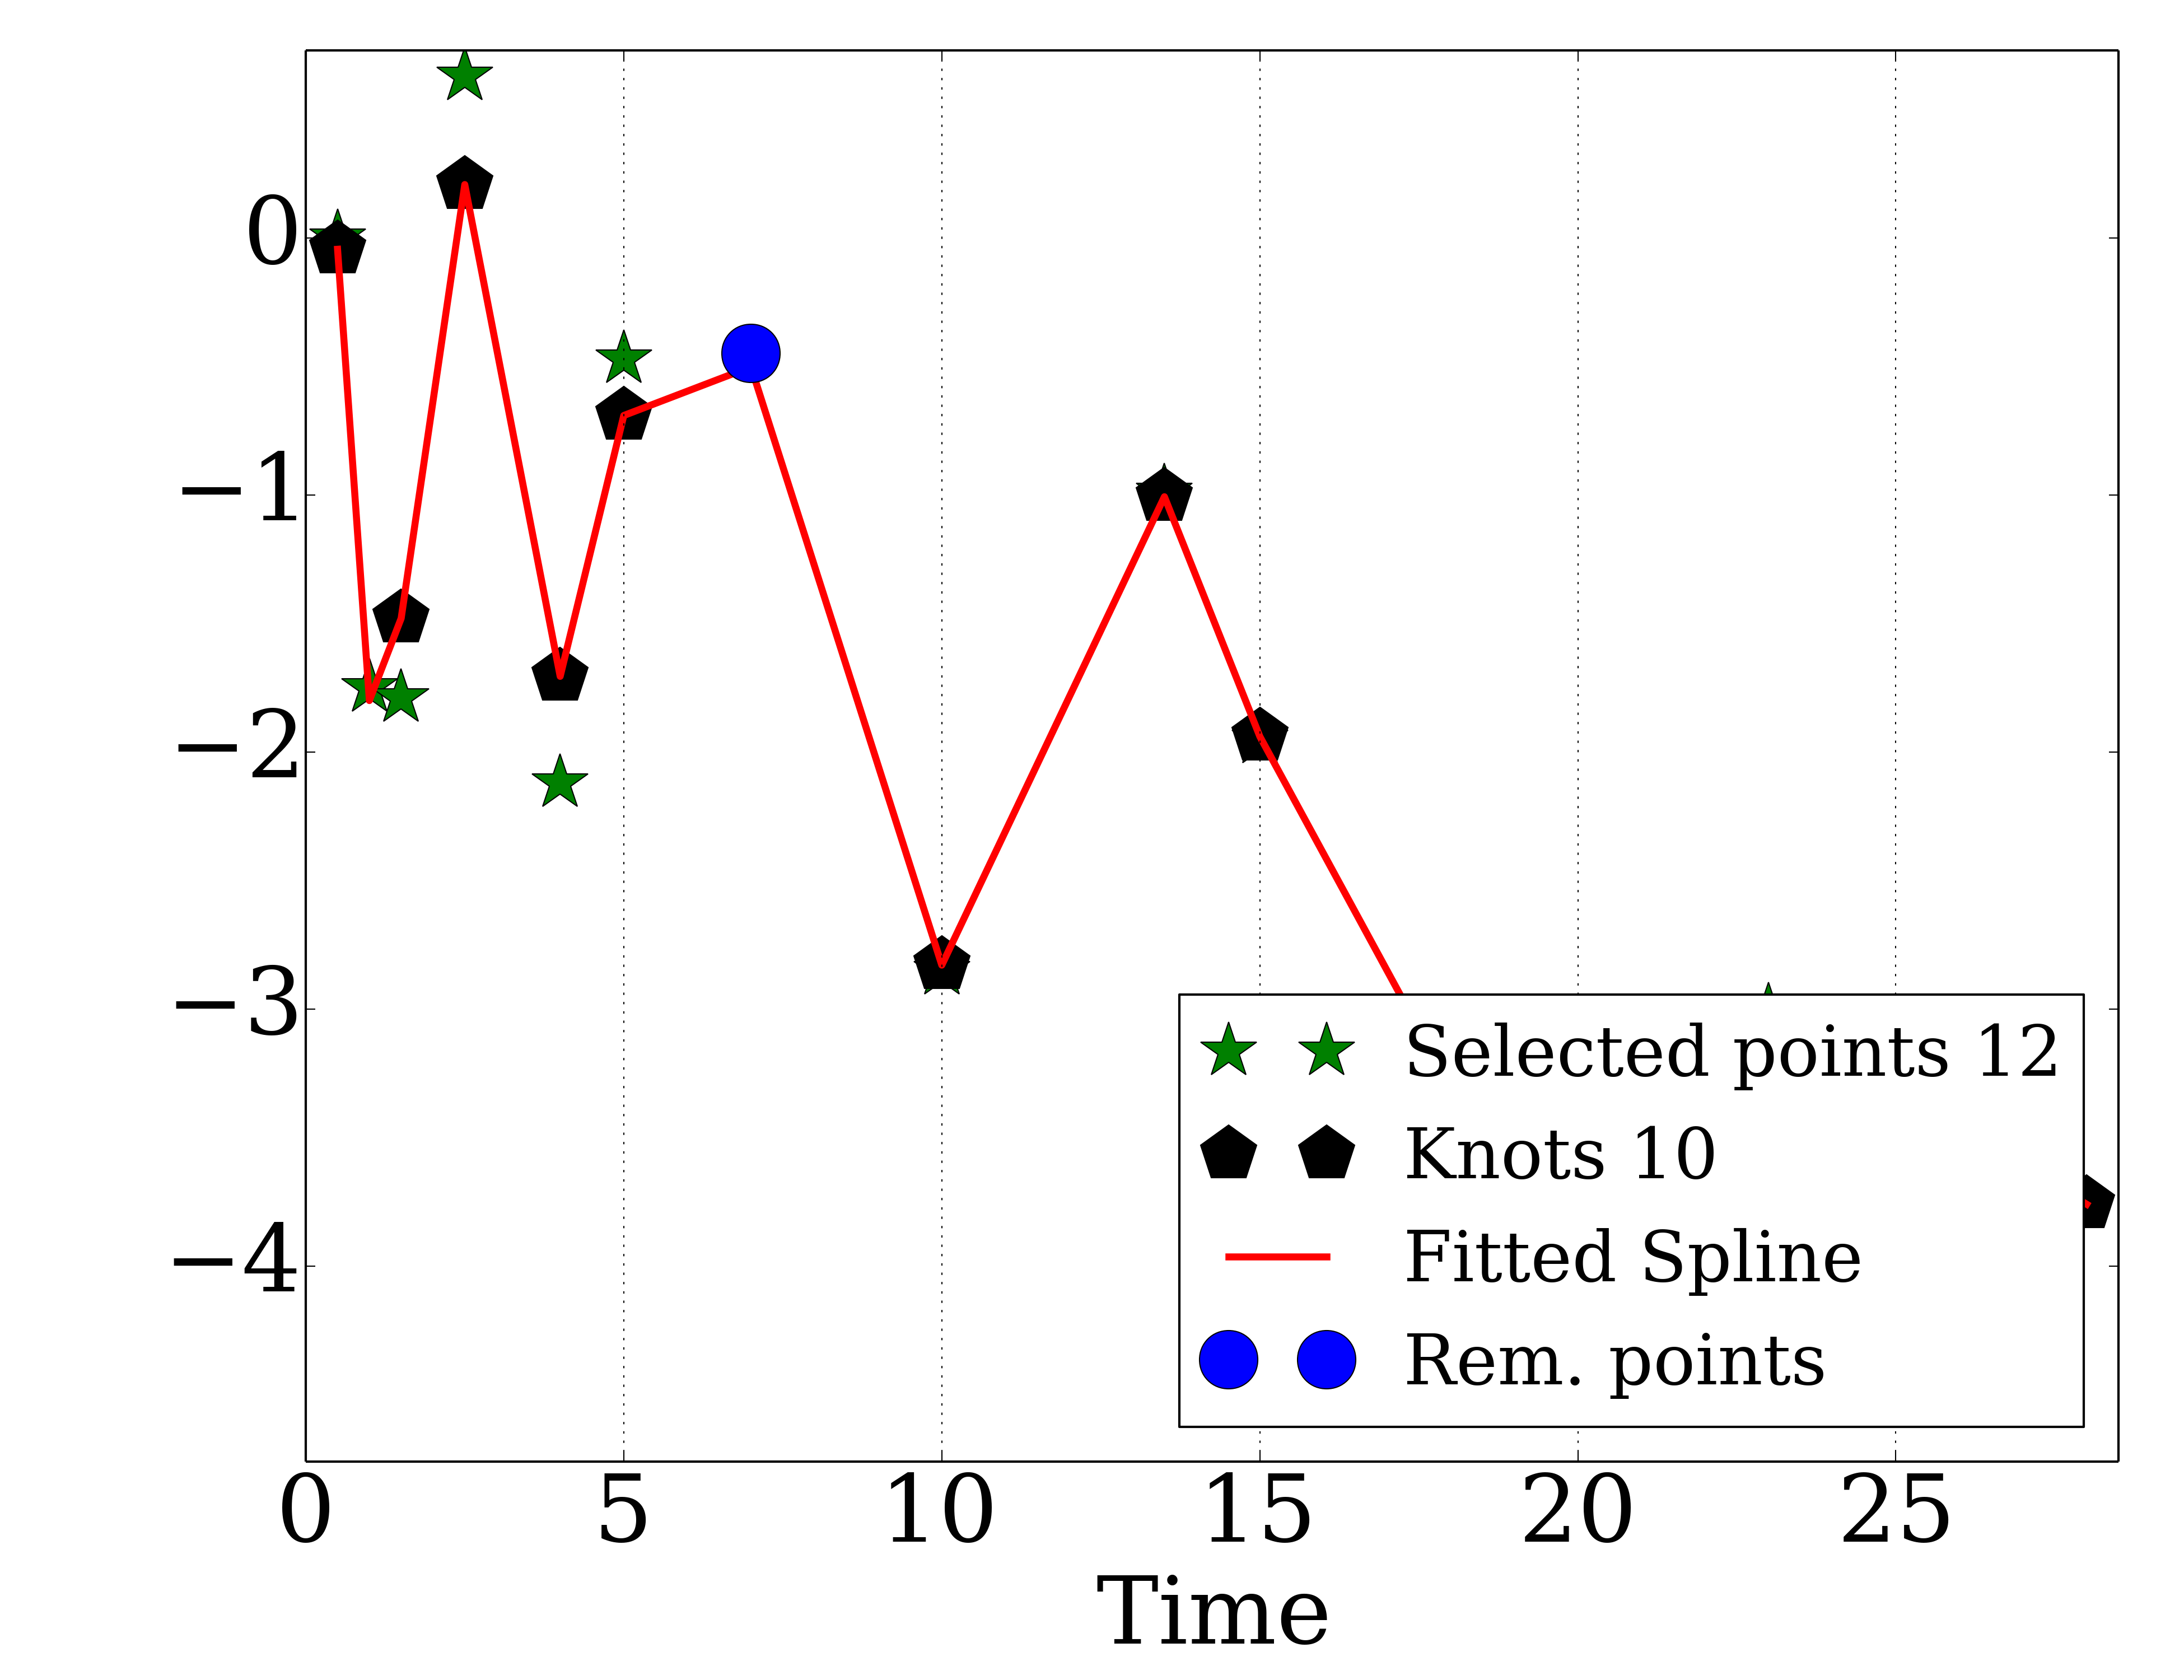 0
−1
−2
−3
−4
Selected points 12
Knots 10
Fitted Spline
Rem. points
0 5 10 15 20 25
Time